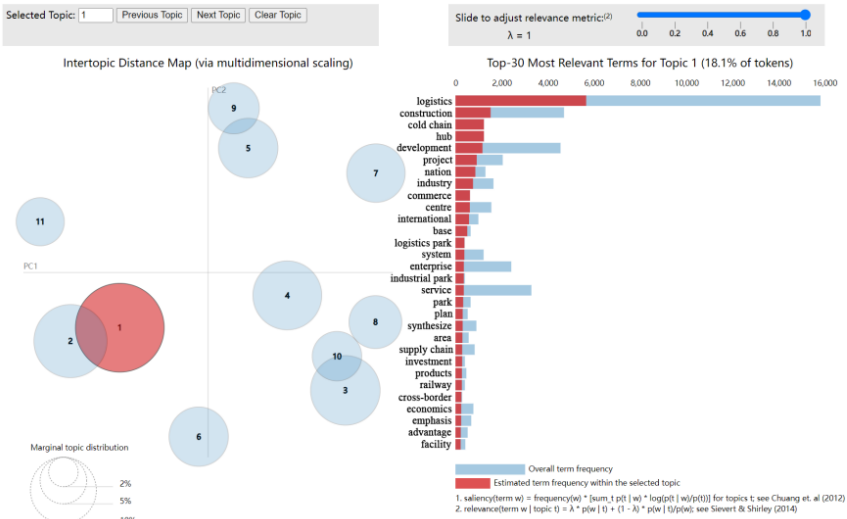 Selected Topic: 1 Previous Topic Next Topic Clear Topic
Slide to adjust relevance metric:(2)
λ = 1
0.0 0.2 0.4 0.6 0.8 1.0
Intertopic Distance Map (via multidimensional scaling)
PC2
PC1
9
5
7
11
4
1
2
8
10
3
6
Marginal topic distribution
2%
5%
Top-30 Most Relevant Terms for Topic 1 (18.1% of tokens)
0 2,000 4,000 6,000 8,000 10,000 12,000 14,000 16,000
logistics
construction
cold chain
hub
development
project
nation
industry
commerce
centre
international
base
logistics park
system
enterprise
industrial park
service
park
plan
synthesize
area
supply chain
investment
products
railway
cross-border
economics
emphasis
advantage
facility
Overall term frequency
Estimated term frequency within the selected topic
1. saliency(term w) = frequency(w) * [sum_t p(t | w) * log(p(t | w)/p(t))] for topics t; see Chuang et. al (2012)
2. relevance(term w | topic t) = λ * p(w | t) + (1 - λ) * p(w | t)/p(w); see Sievert & Shirley (2014)